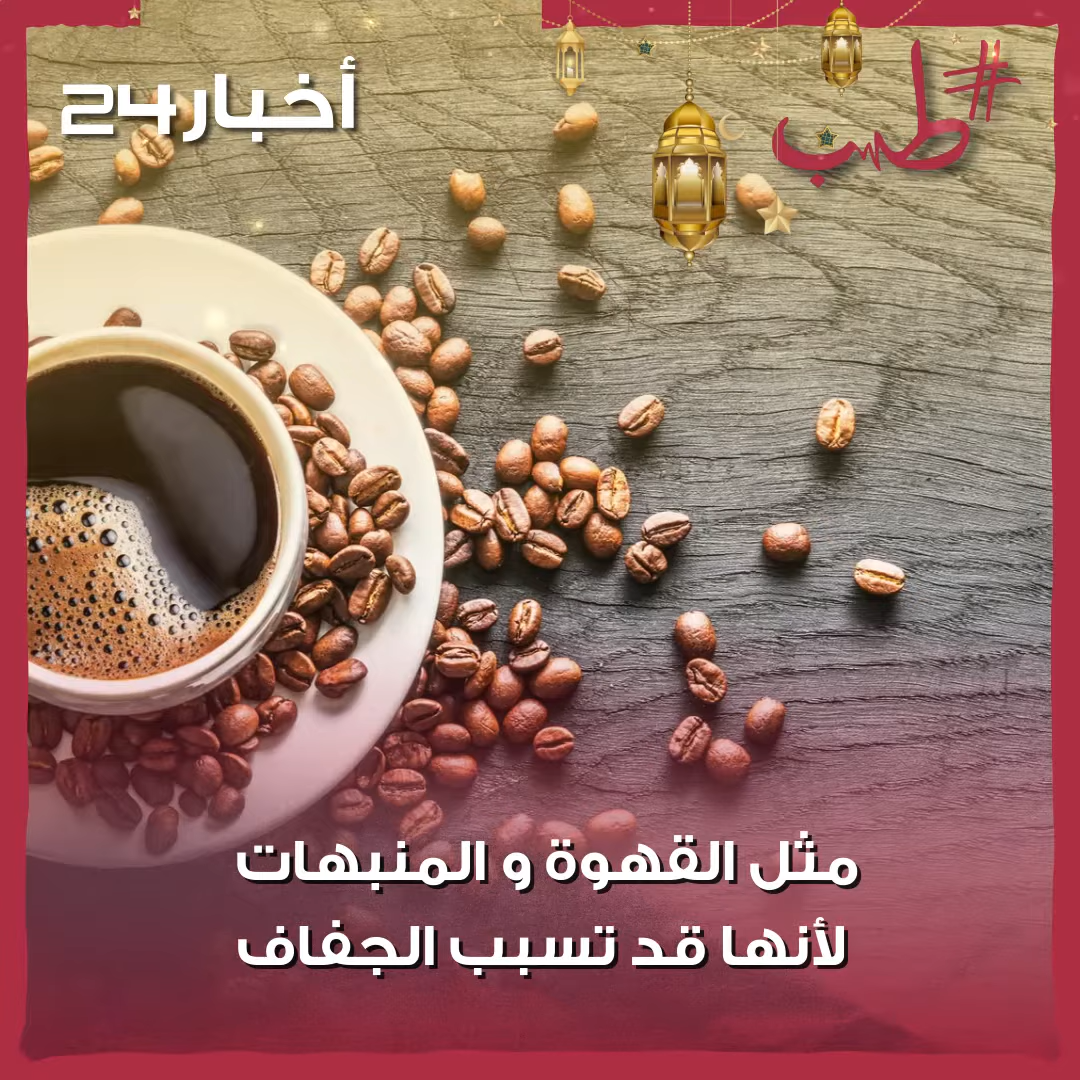 #طب
أخبار24
مثل القهوة و المنبهات
لأنها قد تسبب الجفاف